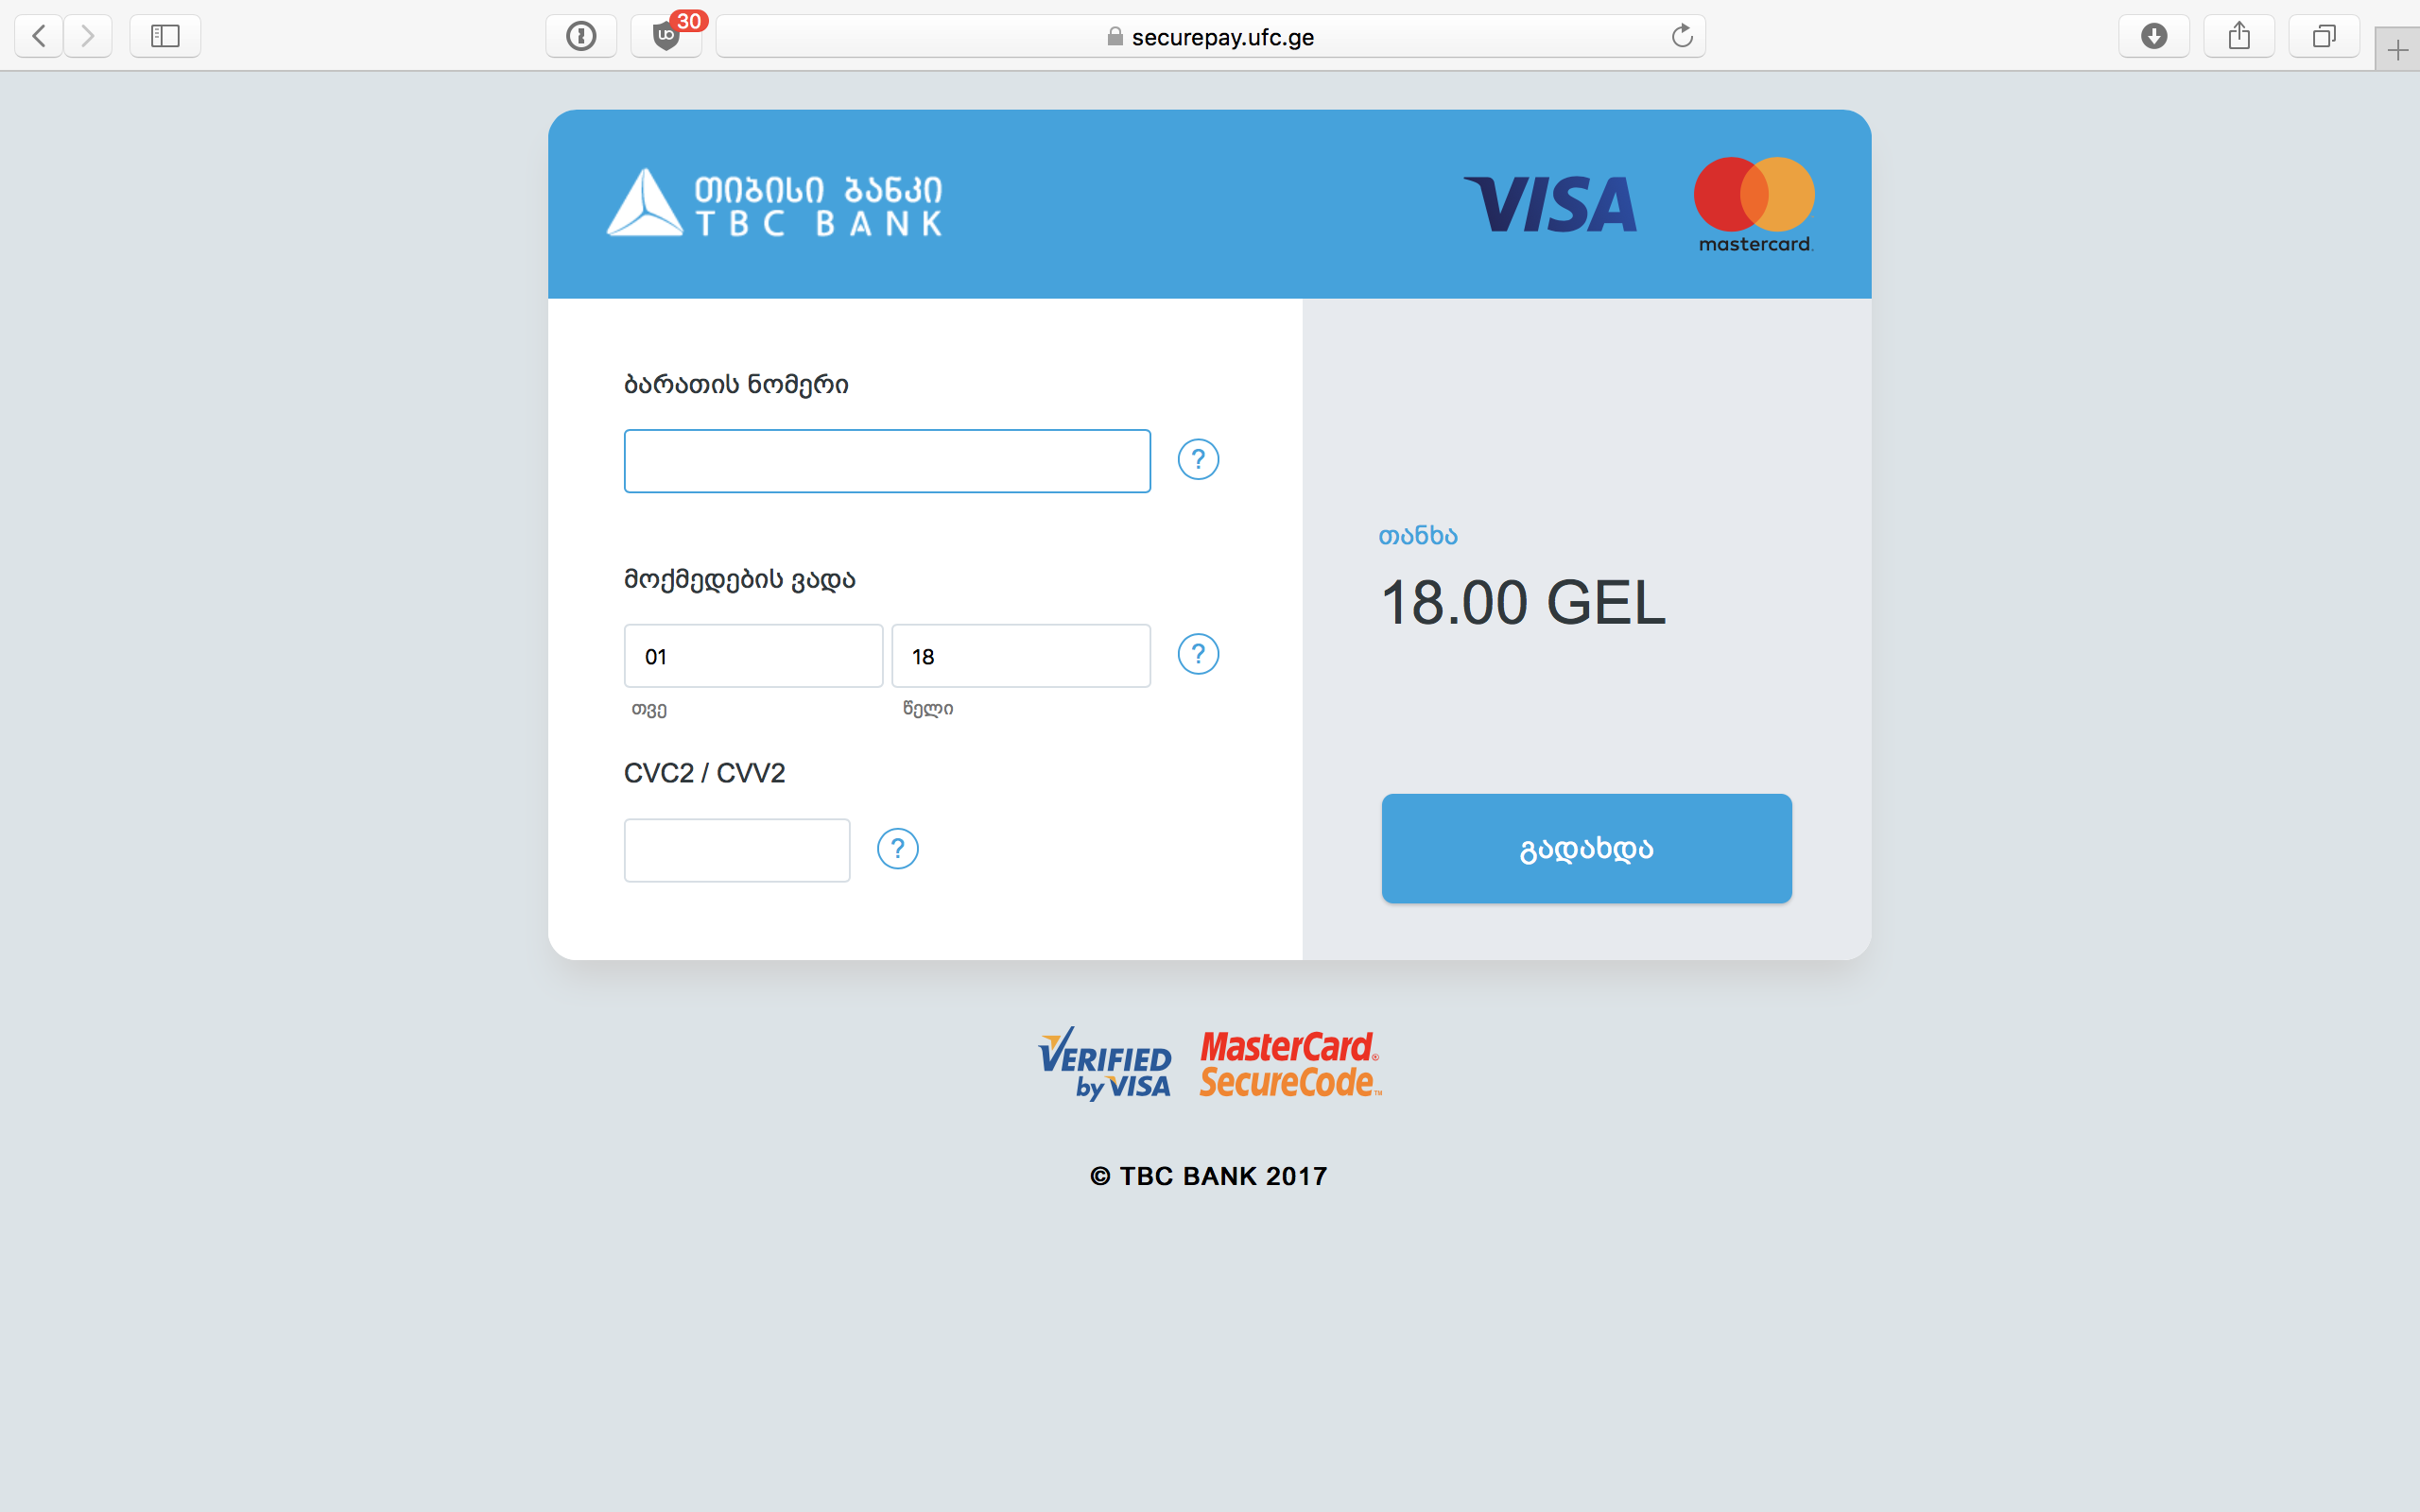 30
securepay.ufc.ge
თიბისი ბანკი
TBC BANK
VISA
mastercard.
ბარათის ნომერი
?
თანხა
18.00 GEL
მოქმედების ვადა
01
18
?
თვე
წელი
CVC2 / CVV2
?
გადახდა
VERIFIED
by VISA
MasterCard®
SecureCode™
© TBC BANK 2017